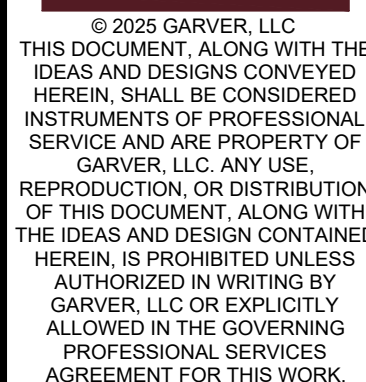 © 2025 GARVER, LLC
THIS DOCUMENT, ALONG WITH THE
IDEAS AND DESIGNS CONVEYED
HEREIN, SHALL BE CONSIDERED
INSTRUMENTS OF PROFESSIONAL
SERVICE AND ARE PROPERTY OF
GARVER, LLC. ANY USE,
REPRODUCTION, OR DISTRIBUTION
OF THIS DOCUMENT, ALONG WITH
THE IDEAS AND DESIGN CONTAINED
HEREIN, IS PROHIBITED UNLESS
AUTHORIZED IN WRITING BY
GARVER, LLC OR EXPLICITLY
ALLOWED IN THE GOVERNING
PROFESSIONAL SERVICES
AGREEMENT FOR THIS WORK.